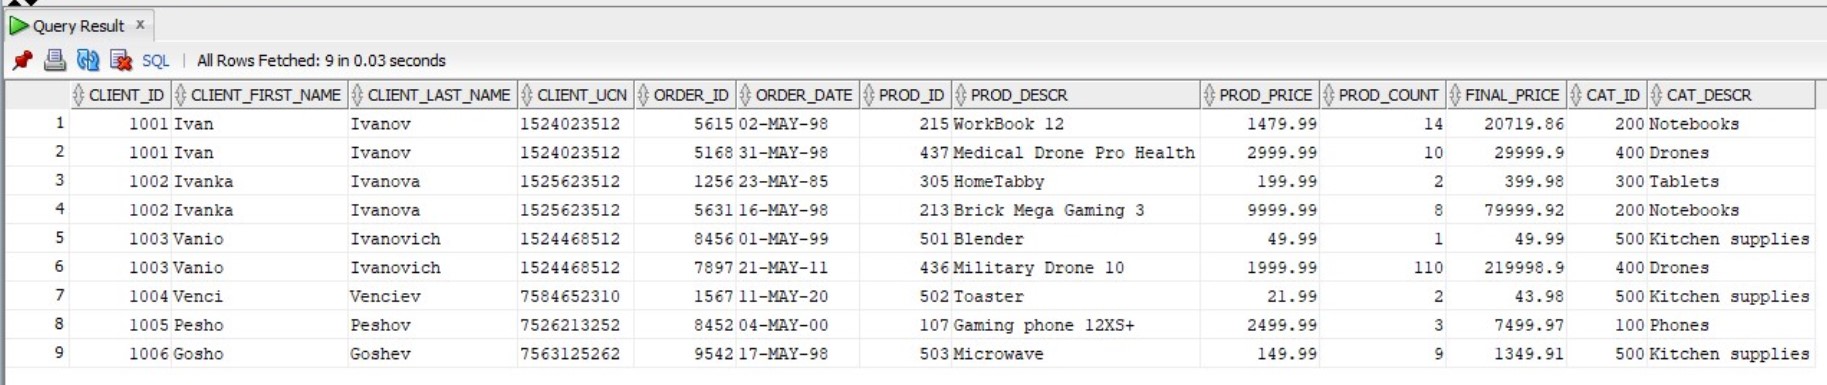 Query Result x
SQL | All Rows Fetched: 9 in 0.03 seconds
CLIENT_ID CLIENT_FIRST_NAME CLIENT_LAST_NAME CLIENT_UCN ORDER_ID ORDER_DATE PROD_ID PROD_DESCR PROD_PRICE PROD_COUNT FINAL_PRICE CAT_ID CAT_DESCR
1 1001 Ivan Ivanov 1524023512 5615 02-MAY-98 215 WorkBook 12 1479.99 14 20719.86 200 Notebooks
2 1001 Ivan Ivanov 1524023512 5168 31-MAY-98 437 Medical Drone Pro Health 2999.99 10 29999.9 400 Drones
3 1002 Ivanka Ivanova 1525623512 1256 23-MAY-85 305 HomeTabby 199.99 2 399.98 300 Tablets
4 1002 Ivanka Ivanova 1525623512 5631 16-MAY-98 213 Brick Mega Gaming 3 9999.99 8 79999.92 200 Notebooks
5 1003 Vanio Ivanovich 1524468512 8456 01-MAY-99 501 Blender 49.99 1 49.99 500 Kitchen supplies
6 1003 Vanio Ivanovich 1524468512 7897 21-MAY-11 436 Military Drone 10 1999.99 110 219998.9 400 Drones
7 1004 Venci Venciev 7584652310 1567 11-MAY-20 502 Toaster 21.99 2 43.98 500 Kitchen supplies
8 1005 Pesho Peshov 7526213252 8452 04-MAY-00 107 Gaming phone 12XS+ 2499.99 3 7499.97 100 Phones
9 1006 Gosho Goshev 7563125262 9542 17-MAY-98 503 Microwave 149.99 9 1349.91 500 Kitchen supplies